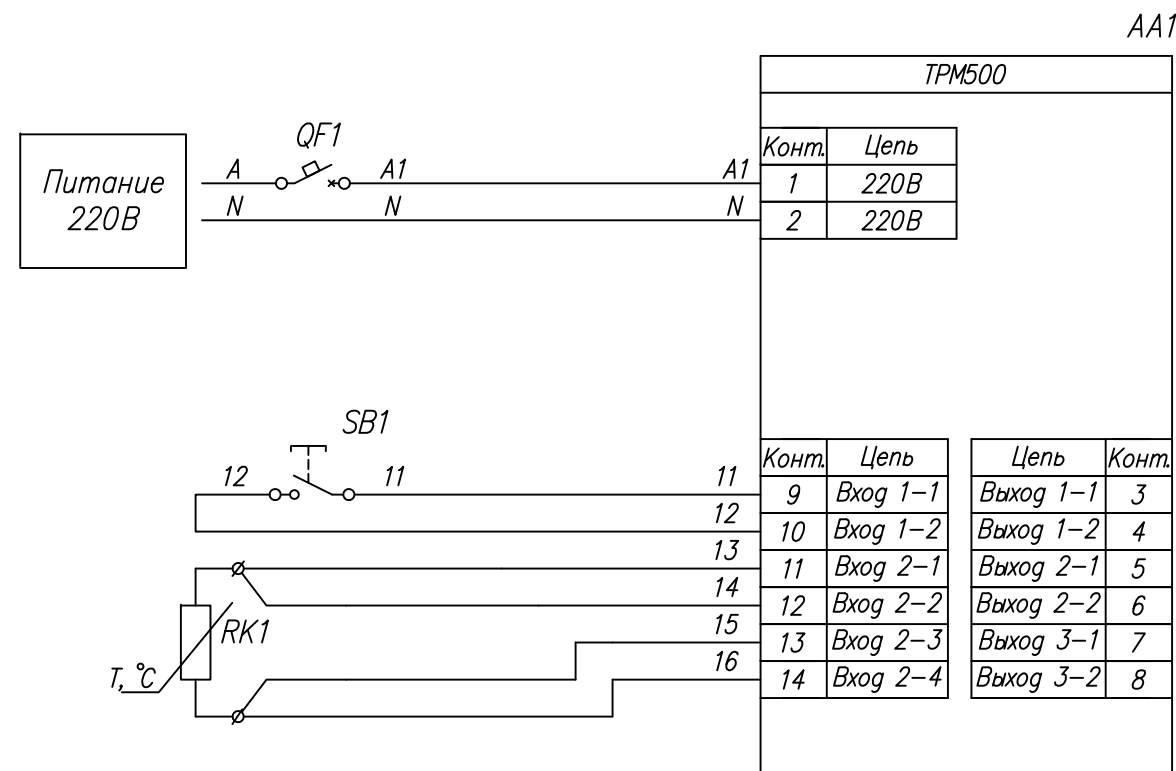 AA1
ТРМ500
QF1
Питание
220В
A A1 A1
N N N
Конт. Цепь
1 220В
2 220В
SB1
12 11 11
12
13
14
15
16
RK1
T, °C
Конт. Цепь Цепь Конт.
9 Вход 1-1 Выход 1-1 3
10 Вход 1-2 Выход 1-2 4
11 Вход 2-1 Выход 2-1 5
12 Вход 2-2 Выход 2-2 6
13 Вход 2-3 Выход 3-1 7
14 Вход 2-4 Выход 3-2 8